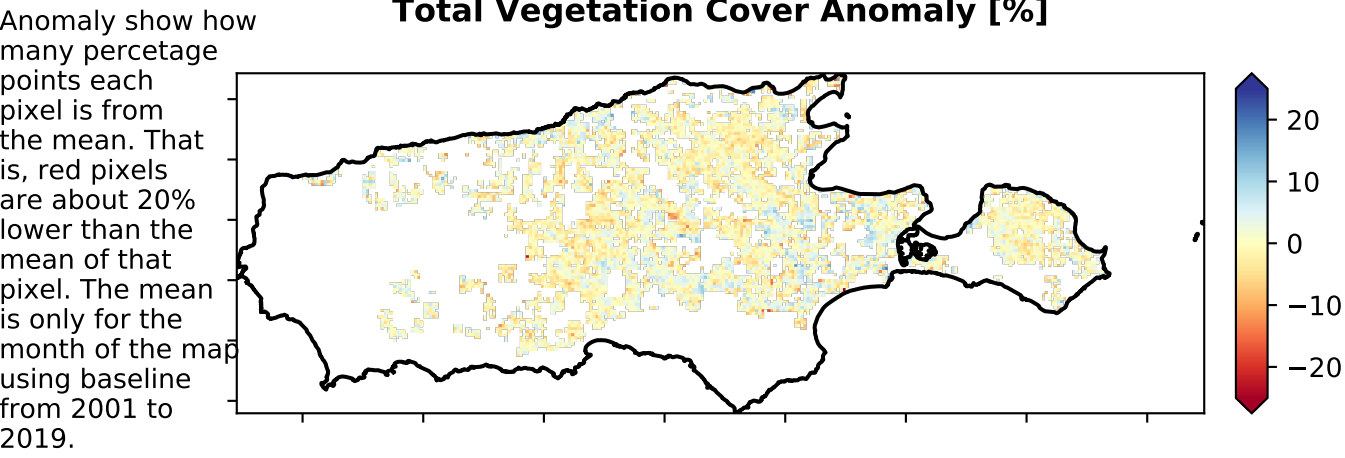 Total Vegetation Cover Anomaly [%]
Anomaly show how
many percetage
points each
pixel is from
the mean. That
is, red pixels
are about 20%
lower than the
mean of that
pixel. The mean
is only for the
month of the map
using baseline
from 2001 to
2019.
20
10
0
−10
−20